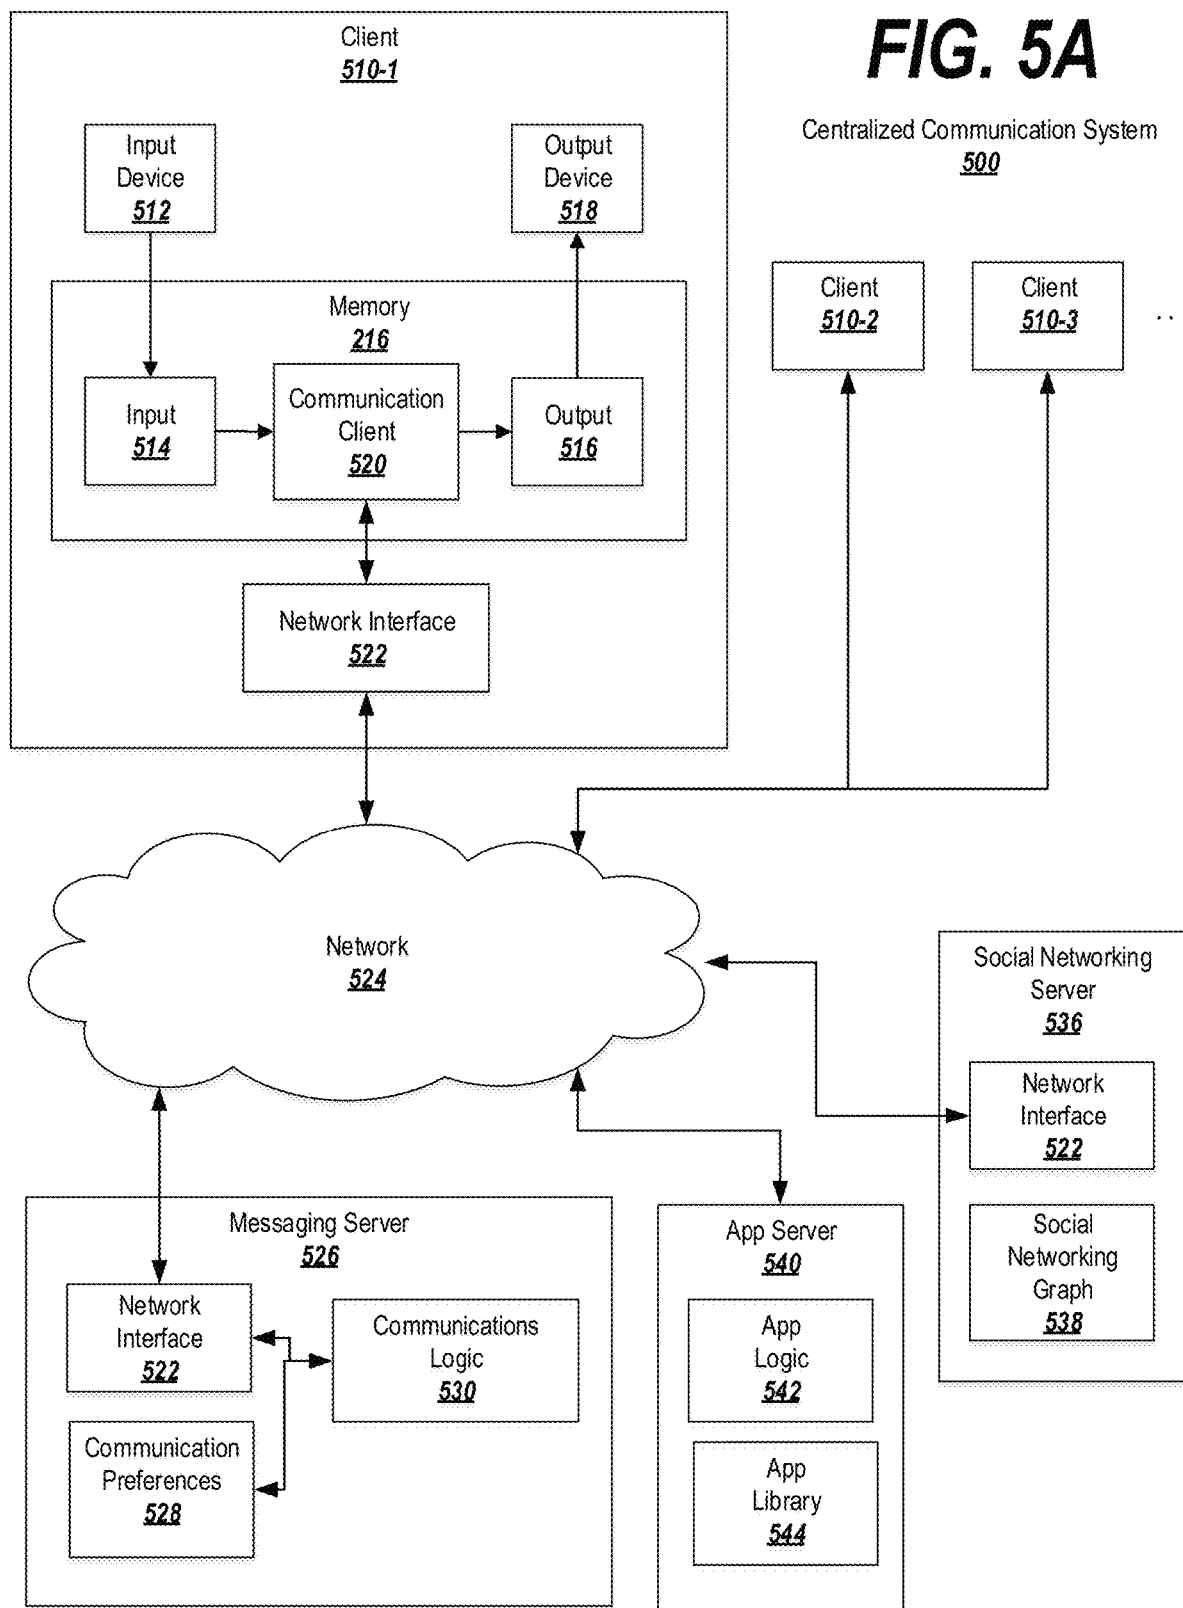 FIG. 5A
Centralized Communication System
500
Client
510-1
Input
Device
512
Output
Device
518
Memory
216
Input
514
Communication
Client
520
Output
516
Network Interface
522
Client
510-2
Client
510-3
..
Network
524
Social Networking
Server
536
Network
Interface
522
Social
Networking
Graph
538
Messaging Server
526
Network
Interface
522
Communications
Logic
530
Communication
Preferences
528
App Server
540
App
Logic
542
App
Library
544